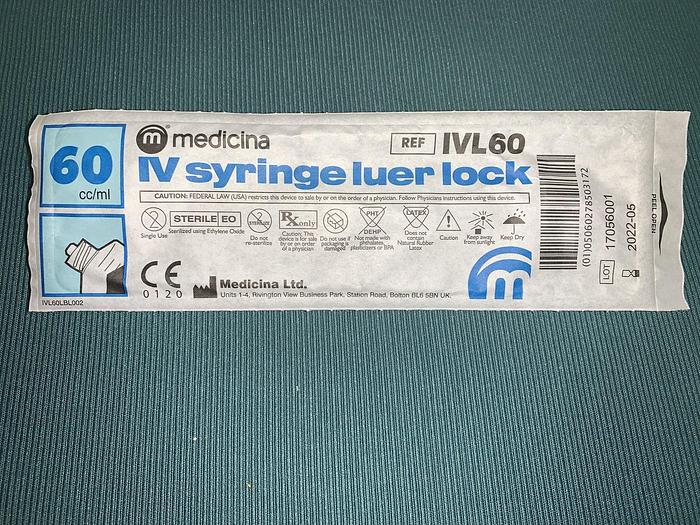 60
cc/ml
IVL60LBL002
m medicina
REF IVL60
IV syringe luer lock
CAUTION: FEDERAL LAW (USA) restricts this device to sale by or on the order of a physician. Follow Physicians instructions using this device.
Single Use
STERILE EO
Sterilized using Ethylene Oxide
Do not
re-sterilize
Rx only
Caution: This
device is for sale
by or on order
of a physician
Do not use if
packaging is
damaged
PHT
DEHP
Not made with
phthalates,
plasticizers or BPA
LATEX
Does not
contain
Natural Rubber
Latex
Caution
Keep away
from sunlight
Keep Dry
CE
0120
Medicina Ltd.
Units 1-4, Rivington View Business Park, Station Road, Bolton BL6 5BN UK.
(01)05060278503172
LOT 17056001
2022-05
PEEL OPEN